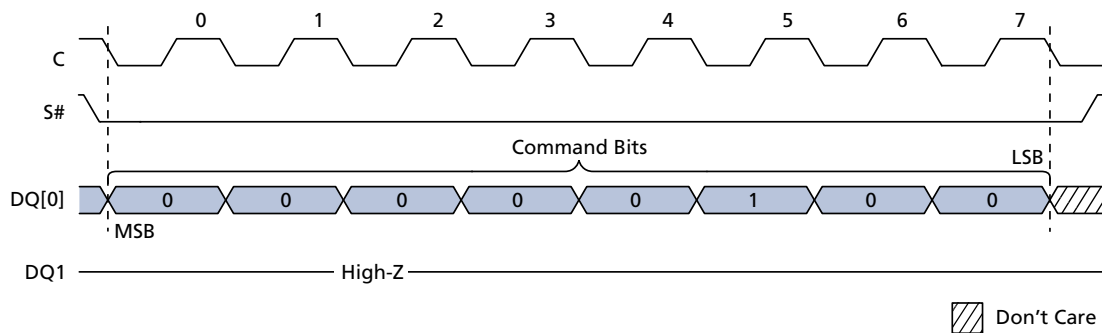 0 1 2 3 4 5 6 7
C
S#
Command Bits
LSB
DQ[0] 0 0 0 0 0 1 0 0
MSB
DQ1 High-Z
Don't Care